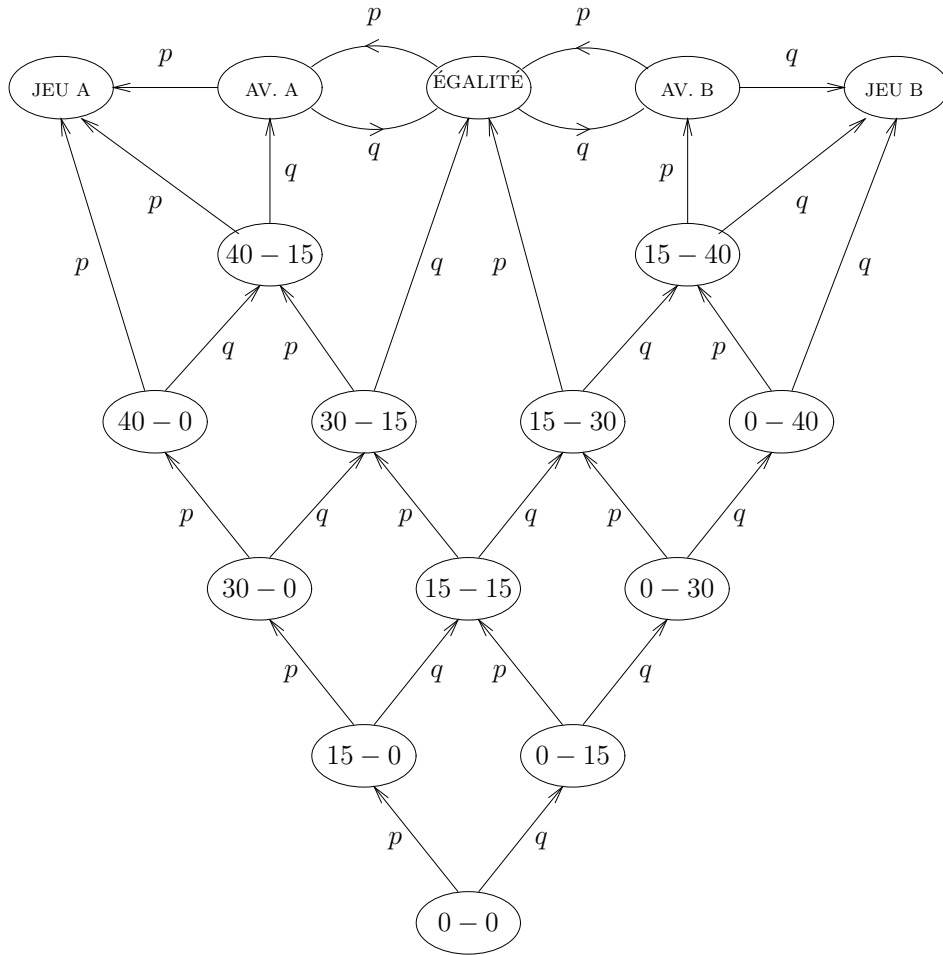 p p
JEU A p AV. A ÉGALITÉ AV. B q JEU B
q q
p q p q
40 − 15 15 − 40
p q p q
q p q p
40 − 0 30 − 15 15 − 30 0 − 40
p q p q p q
30 − 0 15 − 15 0 − 30
p q p q
15 − 0 0 − 15
p q
0 − 0